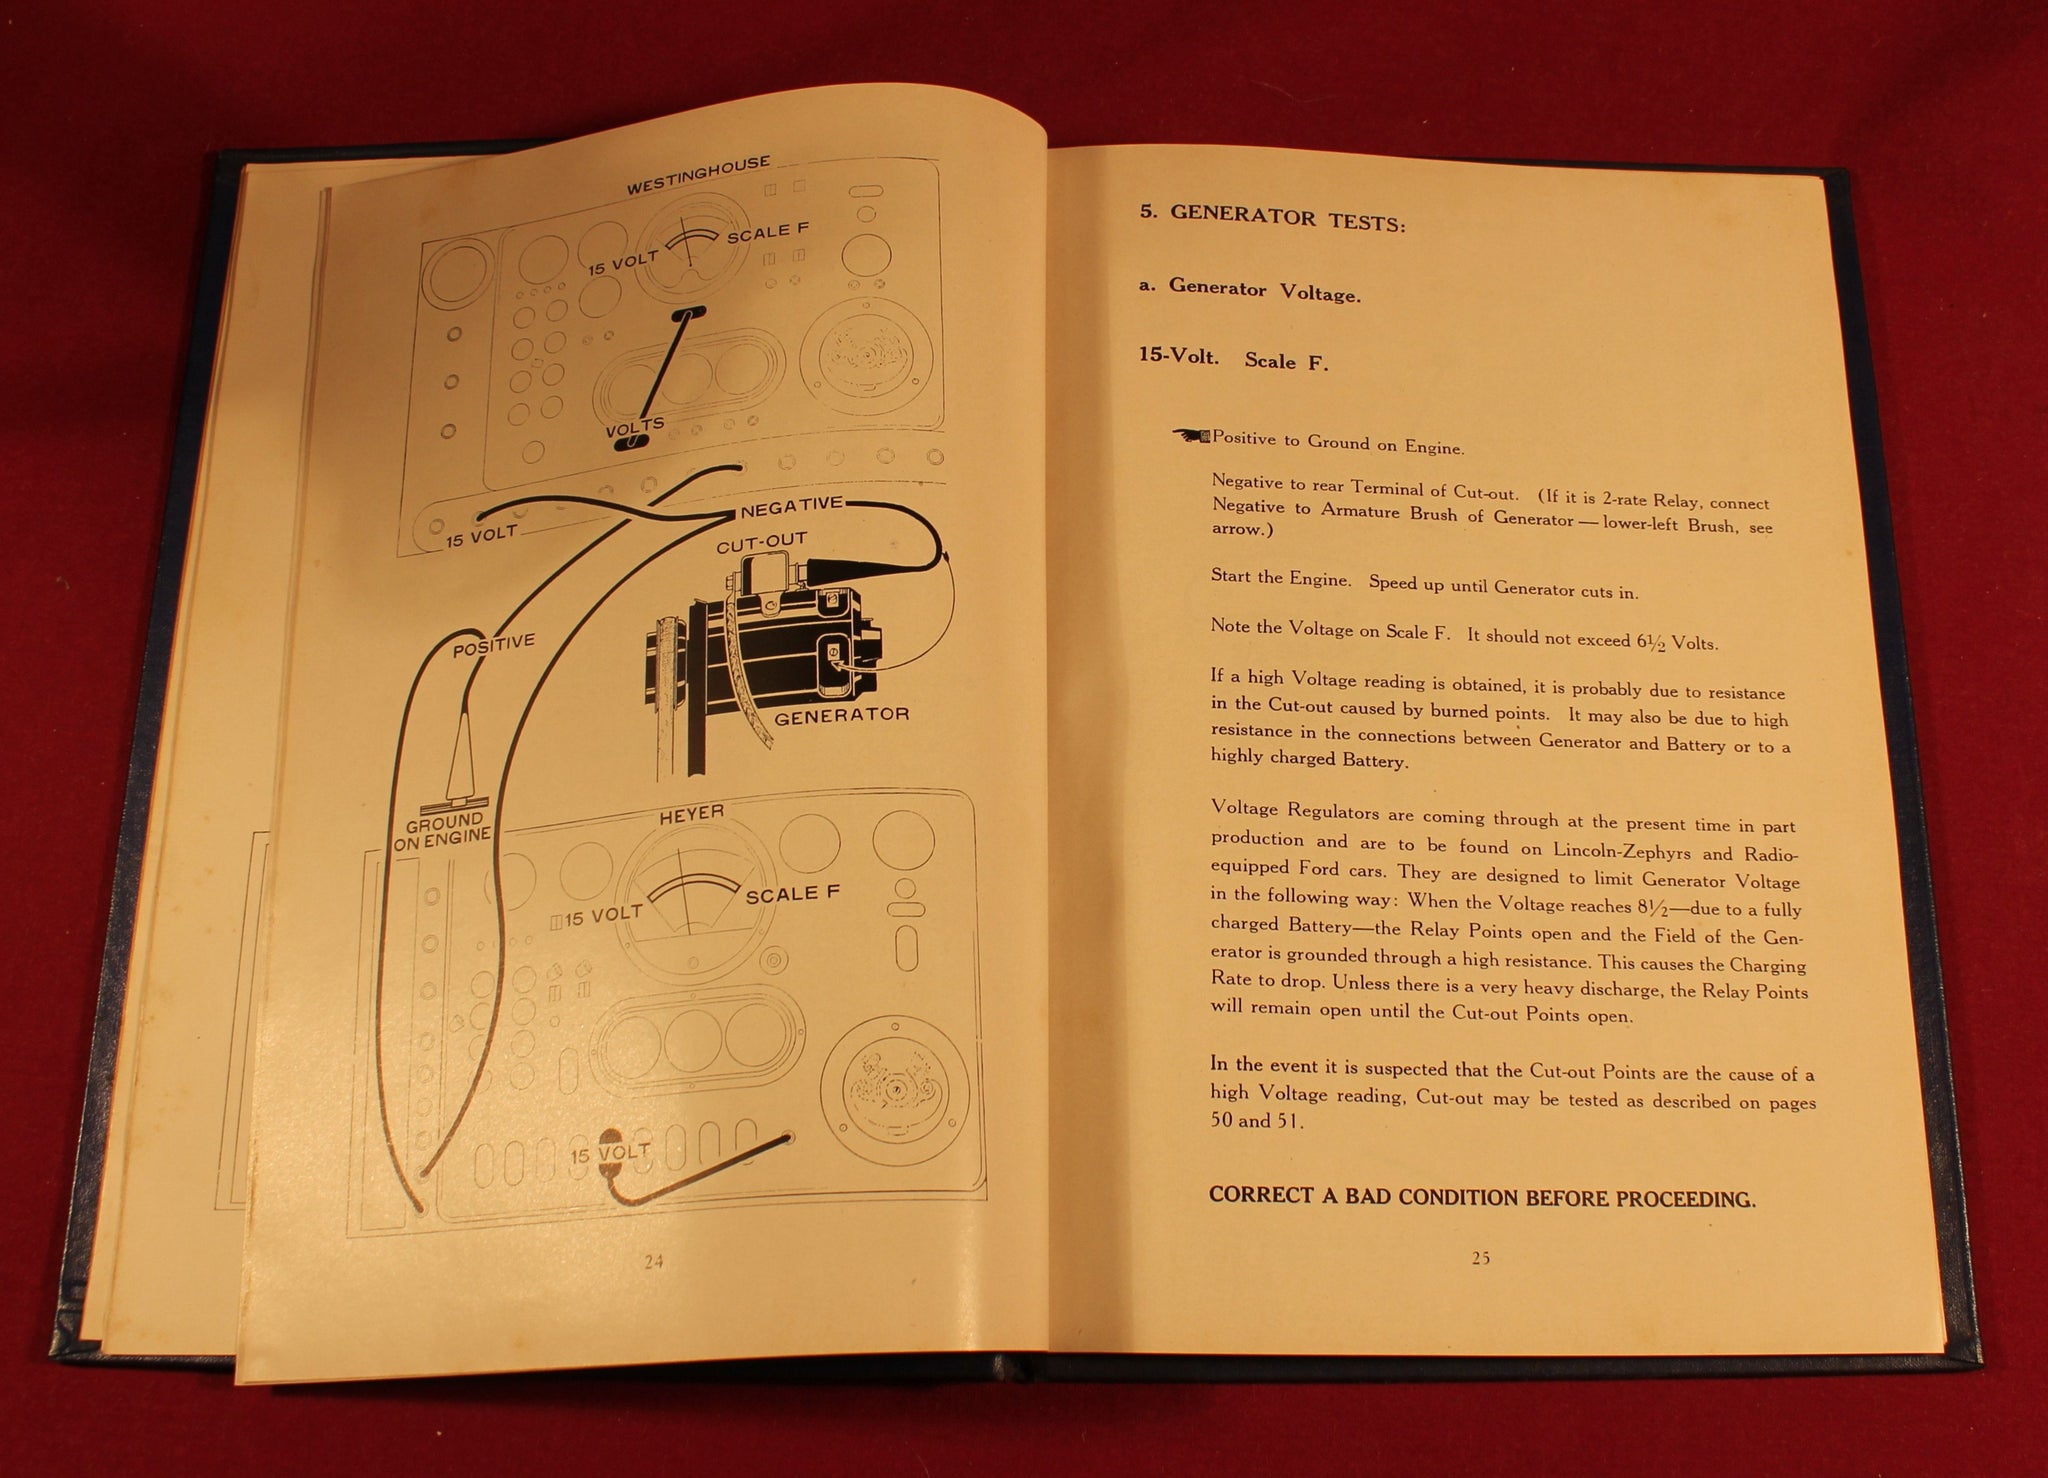 WESTINGHOUSE
SCALE F
15 VOLT
VOLTS
15 VOLT
NEGATIVE
CUT-OUT
POSITIVE
GENERATOR
GROUND
ON ENGINE
HEYER
15 VOLT
SCALE F
15 VOLT
24
5. GENERATOR TESTS:
a. Generator Voltage.
15-Volt. Scale F.
Positive to Ground on Engine.
Negative to rear Terminal of Cut-out. (If it is 2-rate Relay, connect
Negative to Armature Brush of Generator — lower-left Brush, see
arrow.)
Start the Engine. Speed up until Generator cuts in.
Note the Voltage on Scale F. It should not exceed 6½ Volts.
If a high Voltage reading is obtained, it is probably due to resistance
in the Cut-out caused by burned points. It may also be due to high
resistance in the connections between Generator and Battery or to a
highly charged Battery.
Voltage Regulators are coming through at the present time in part
production and are to be found on Lincoln-Zephyrs and Radio-
equipped Ford cars. They are designed to limit Generator Voltage
in the following way: When the Voltage reaches 8½—due to a fully
charged Battery—the Relay Points open and the Field of the Gen-
erator is grounded through a high resistance. This causes the Charging
Rate to drop. Unless there is a very heavy discharge, the Relay Points
will remain open until the Cut-out Points open.
In the event it is suspected that the Cut-out Points are the cause of a
high Voltage reading, Cut-out may be tested as described on pages
50 and 51.
CORRECT A BAD CONDITION BEFORE PROCEEDING.
25